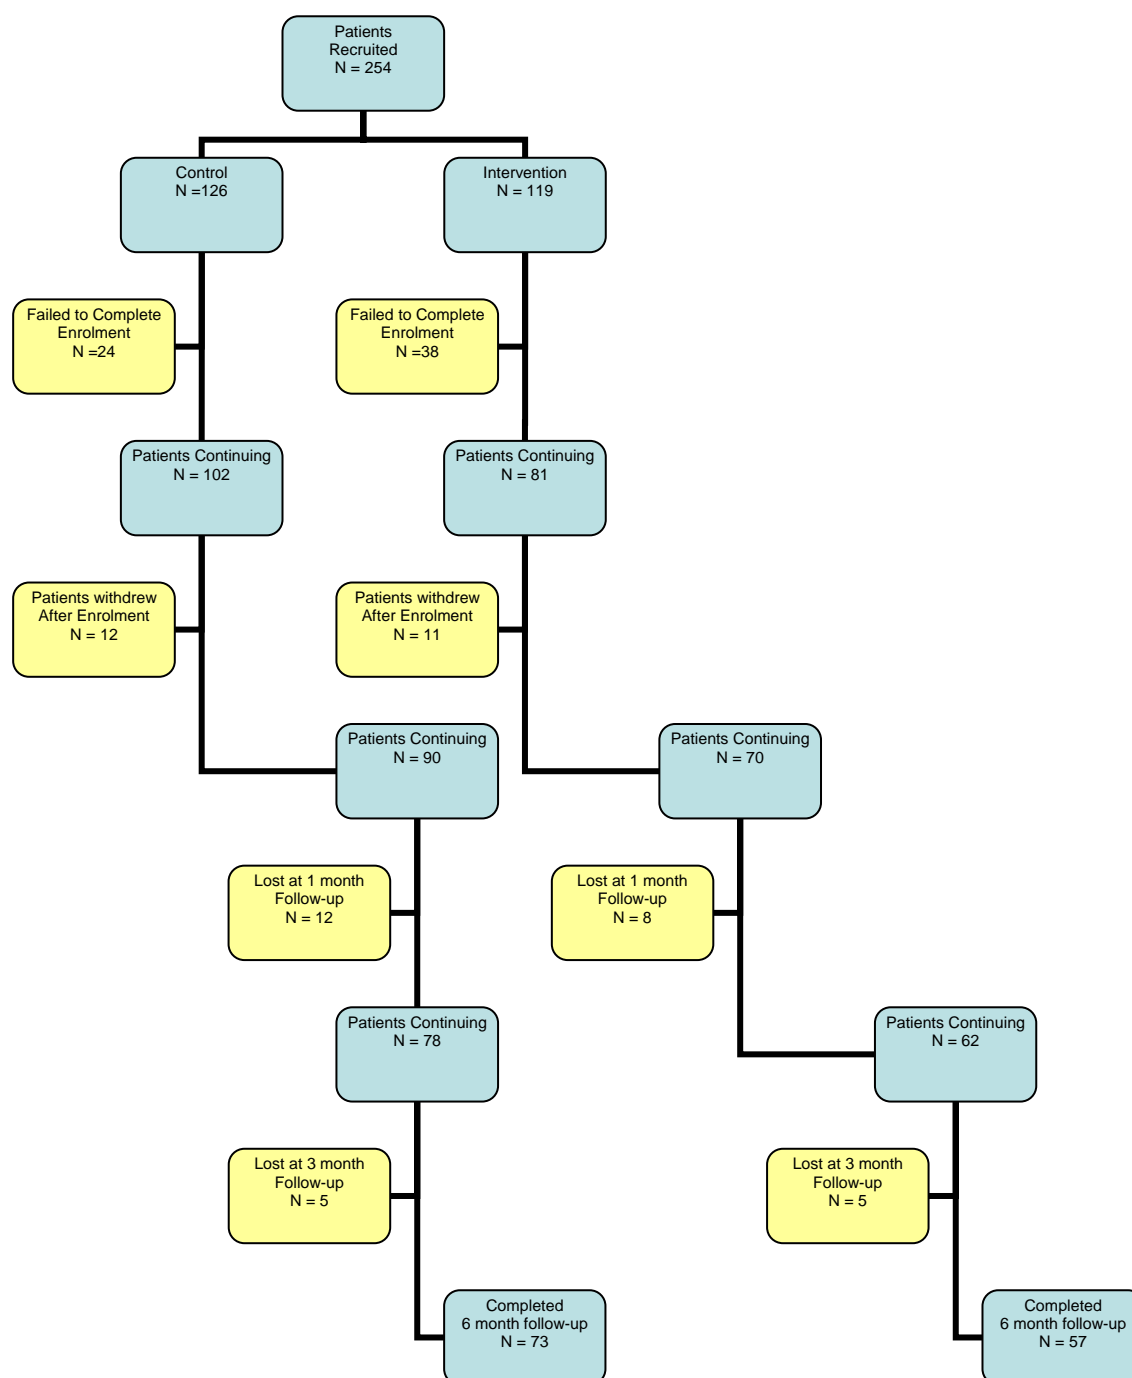 Patients
Recruited
N = 254
Control
N =126
Intervention
N = 119
Failed to Complete
Enrolment
N =24
Failed to Complete
Enrolment
N =38
Patients Continuing
N = 102
Patients Continuing
N = 81
Patients withdrew
After Enrolment
N = 12
Patients withdrew
After Enrolment
N = 11
Patients Continuing
N = 90
Patients Continuing
N = 70
Lost at 1 month
Follow-up
N = 12
Lost at 1 month
Follow-up
N = 8
Patients Continuing
N = 78
Patients Continuing
N = 62
Lost at 3 month
Follow-up
N = 5
Lost at 3 month
Follow-up
N = 5
Completed
6 month follow-up
N = 73
Completed
6 month follow-up
N = 57